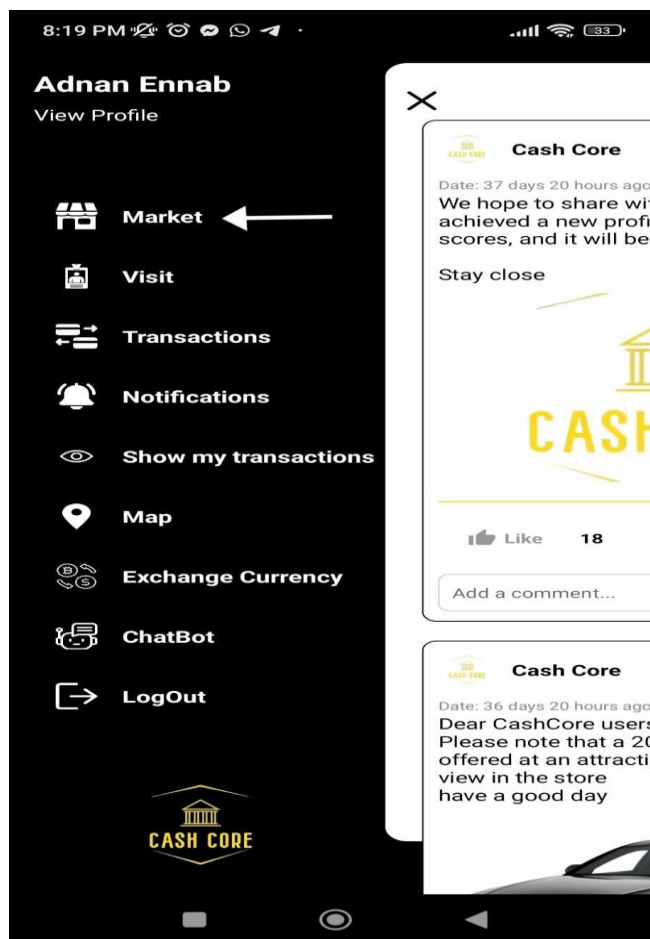 8:19 PM
33
Adnan Ennab
View Profile
Market
Visit
Transactions
Notifications
Show my transactions
Map
Exchange Currency
ChatBot
LogOut
CASH CORE
CASH CORE
Cash Core
Date: 37 days 20 hours ago
We hope to share wi
achieved a new profi
scores, and it will be
Stay close
CASH
Like 18
Add a comment...
CASH CORE
Cash Core
Date: 36 days 20 hours ago
Dear CashCore users
Please note that a 20
offered at an attracti
view in the store
have a good day